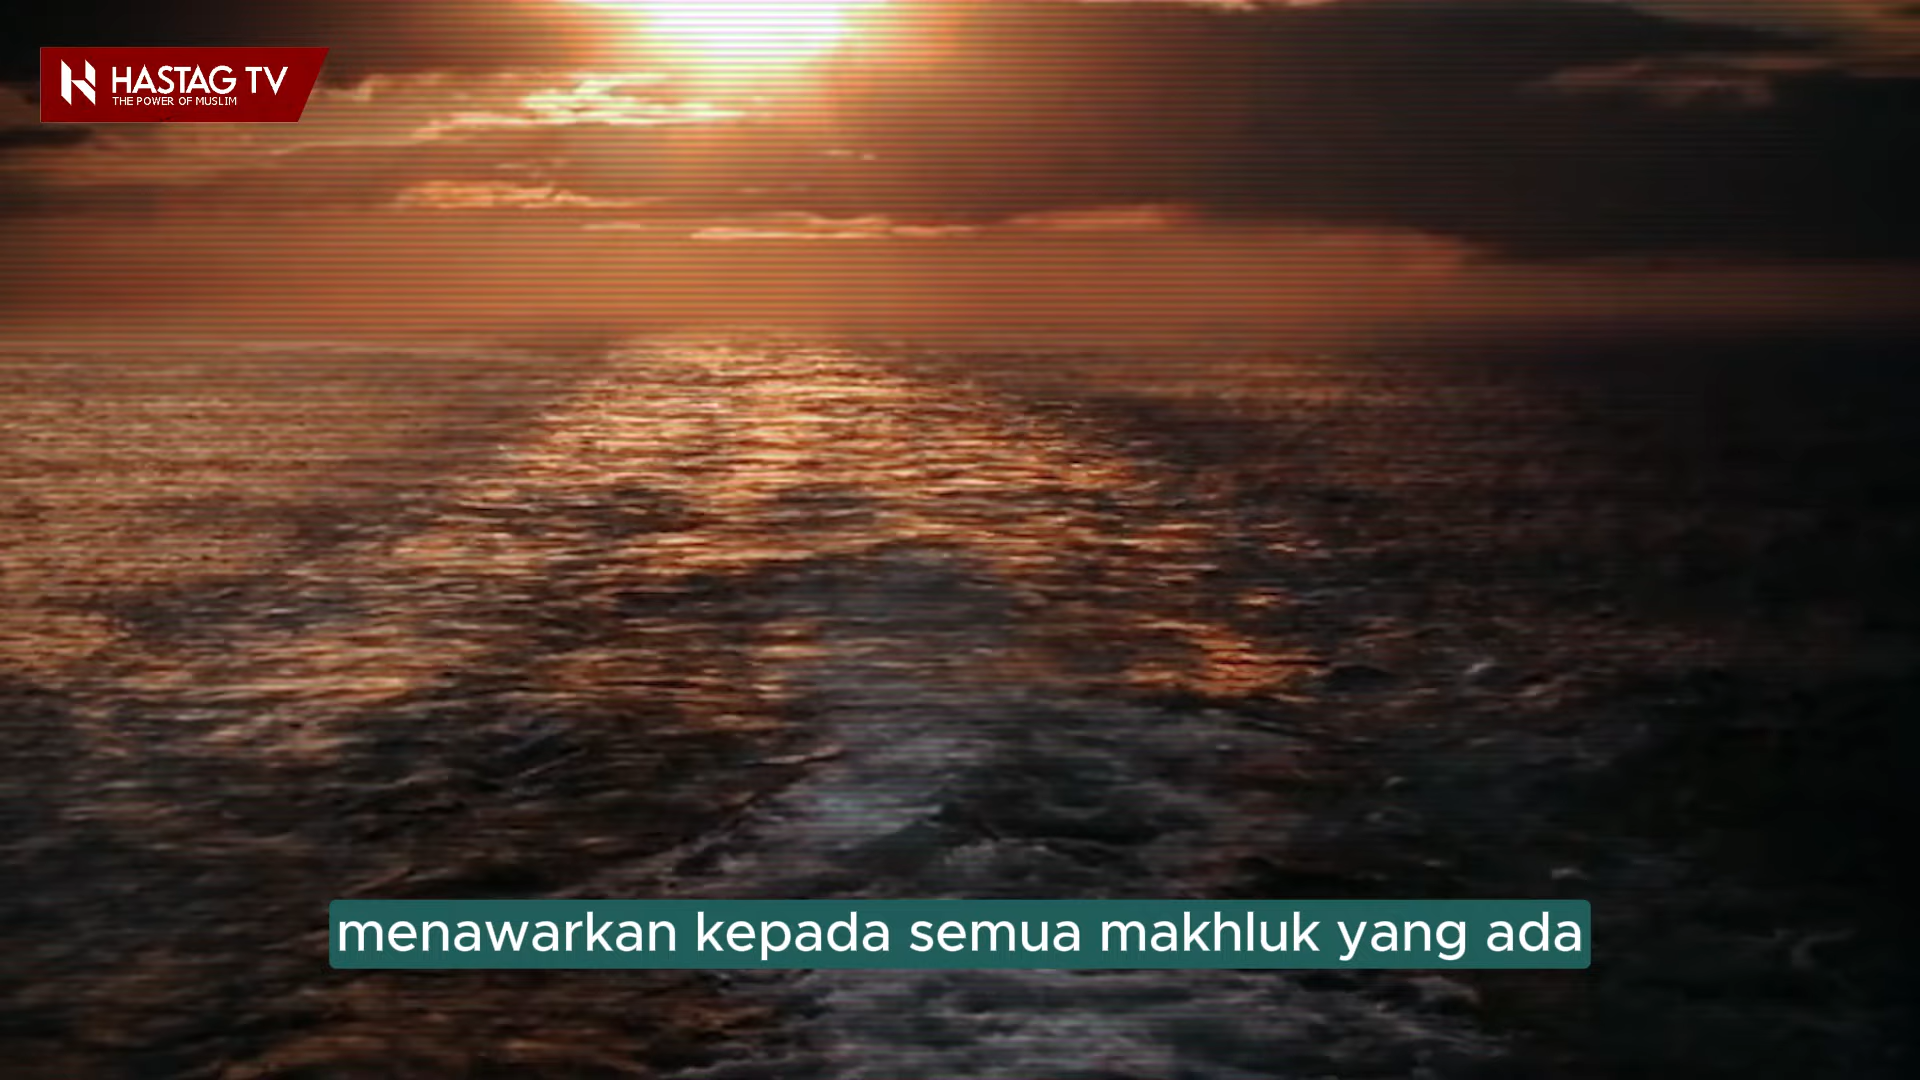 HASTAG TV
THE POWER OF MUSLIM
menawarkan kepada semua makhluk yang ada